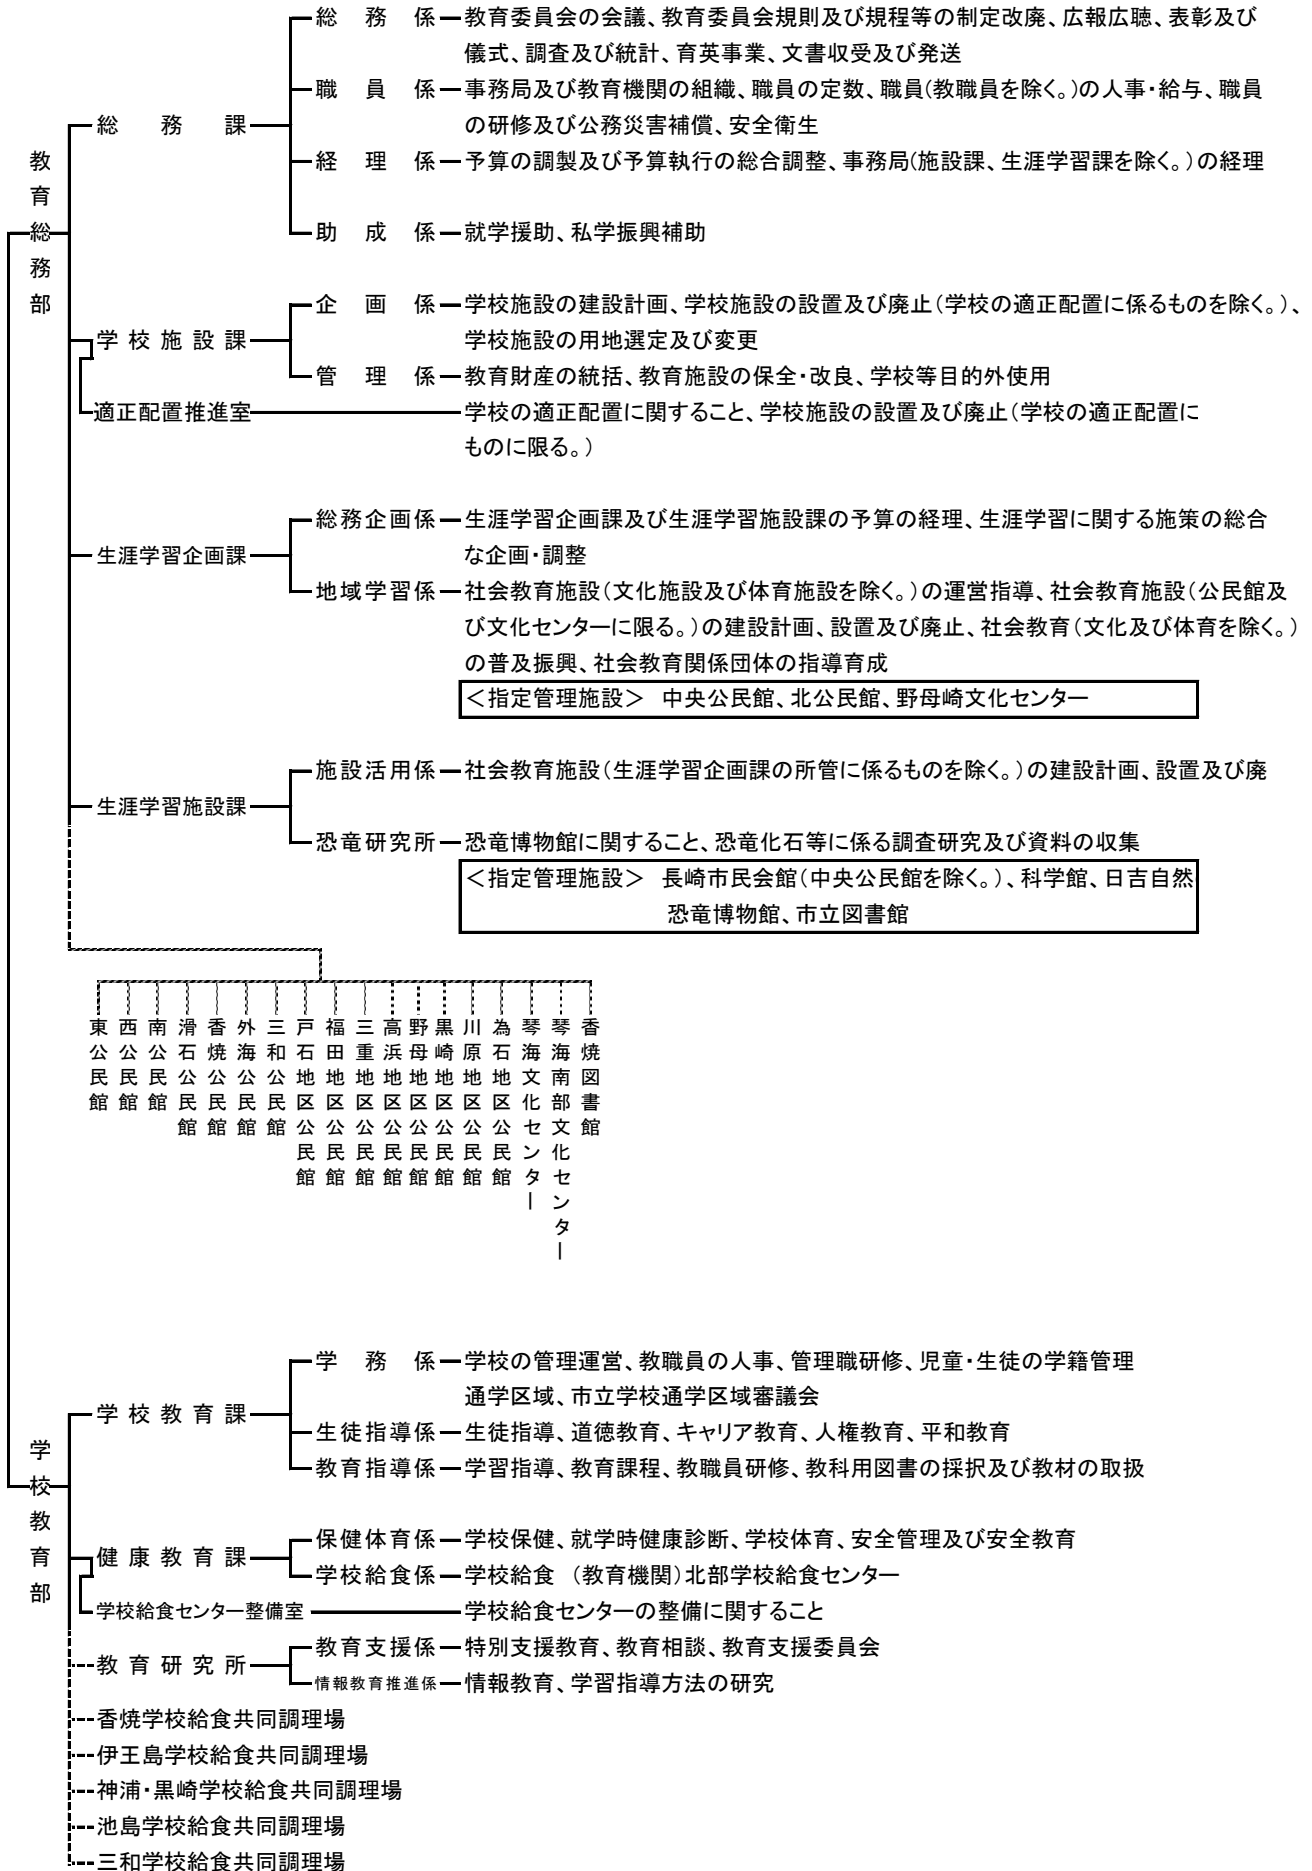 教育総務部
総務課
総務係 教育委員会の会議、教育委員会規則及び規程等の制定改廃、広報広聴、表彰及び
儀式、調査及び統計、育英事業、文書収受及び発送
職員係 事務局及び教育機関の組織、職員の定数、職員(教職員を除く。)の人事・給与、職員
の研修及び公務災害補償、安全衛生
経理係 予算の調製及び予算執行の総合調整、事務局(施設課、生涯学習課を除く。)の経理
助成係 就学援助、私学振興補助
学校施設課
企画係 学校施設の建設計画、学校施設の設置及び廃止(学校の適正配置に係るものを除く。)、
学校施設の用地選定及び変更
管理係 教育財産の統括、教育施設の保全・改良、学校等目的外使用
適正配置推進室 学校の適正配置に関すること、学校施設の設置及び廃止(学校の適正配置に
ものに限る。)
生涯学習企画課
総務企画係 生涯学習企画課及び生涯学習施設課の予算の経理、生涯学習に関する施策の総合
な企画・調整
地域学習係 社会教育施設(文化施設及び体育施設を除く。)の運営指導、社会教育施設(公民館及
び文化センターに限る。)の建設計画、設置及び廃止、社会教育(文化及び体育を除く。)
の普及振興、社会教育関係団体の指導育成
<指定管理施設> 中央公民館、北公民館、野母崎文化センター
生涯学習施設課
施設活用係 社会教育施設(生涯学習企画課の所管に係るものを除く。)の建設計画、設置及び廃
恐竜研究所 恐竜博物館に関すること、恐竜化石等に係る調査研究及び資料の収集
<指定管理施設> 長崎市民会館(中央公民館を除く。)、科学館、日吉自然
恐竜博物館、市立図書館
東公民館
西公民館
南公民館
滑石公民館
香焼公民館
外海公民館
三和公民館
戸石地区公民館
福田地区公民館
三重地区公民館
高浜地区公民館
野母地区公民館
黒崎地区公民館
川原地区公民館
為石地区公民館
琴海文化センター
琴海南部文化センター
香焼図書館
学校教育部
学校教育課
学務係 学校の管理運営、教職員の人事、管理職研修、児童・生徒の学籍管理
通学区域、市立学校通学区域審議会
生徒指導係 生徒指導、道徳教育、キャリア教育、人権教育、平和教育
教育指導係 学習指導、教育課程、教職員研修、教科用図書の採択及び教材の取扱
健康教育課
保健体育係 学校保健、就学時健康診断、学校体育、安全管理及び安全教育
学校給食係 学校給食 (教育機関)北部学校給食センター
学校給食センター整備室 学校給食センターの整備に関すること
教育研究所
教育支援係 特別支援教育、教育相談、教育支援委員会
情報教育推進係 情報教育、学習指導方法の研究
香焼学校給食共同調理場
伊王島学校給食共同調理場
神浦・黒崎学校給食共同調理場
池島学校給食共同調理場
三和学校給食共同調理場